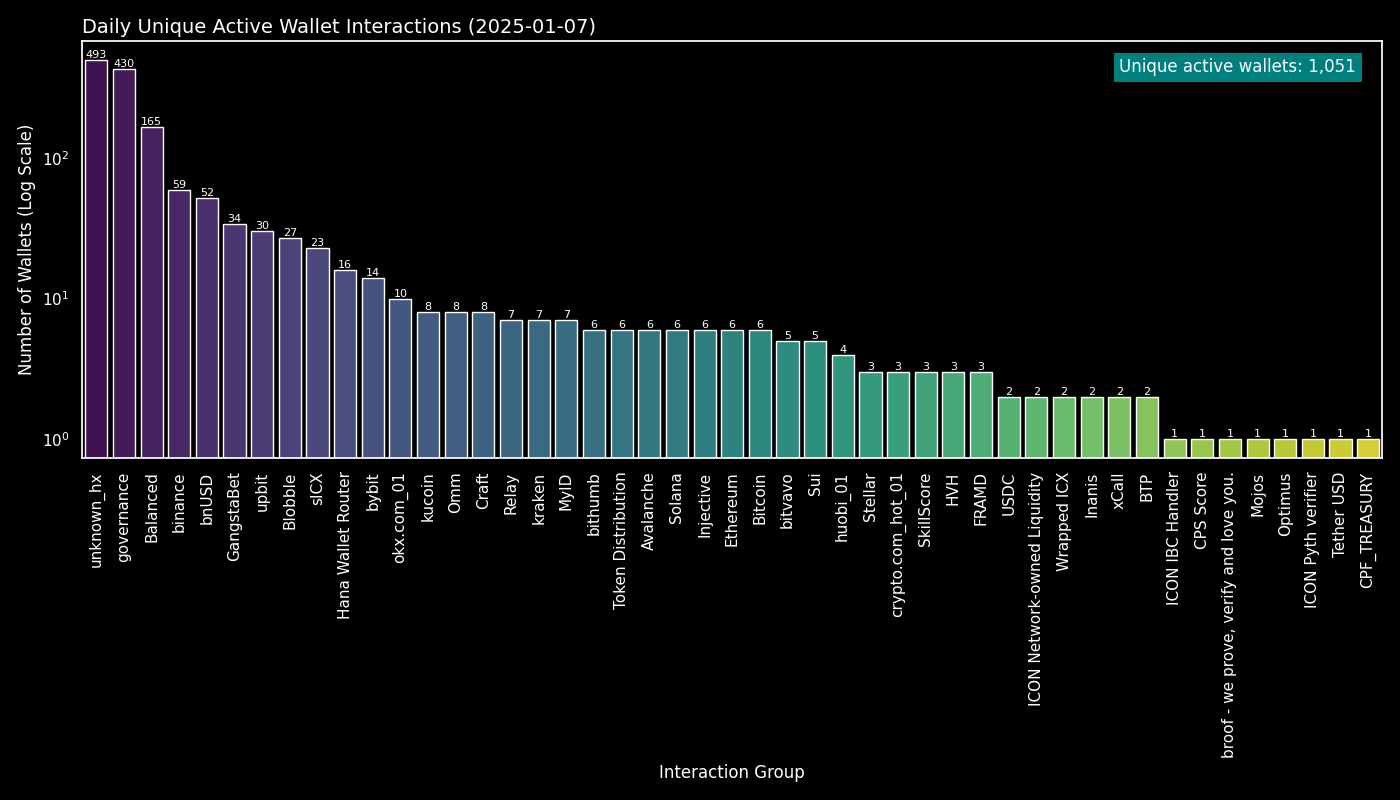 Daily Unique Active Wallet Interactions (2025-01-07)
Unique active wallets: 1,051
Number of Wallets (Log Scale)
10²
10¹
10⁰
493
430
165
59
52
34
30
27
23
16
14
10
8
8
8
7
7
7
6
6
6
6
6
6
6
5
5
4
3
3
3
3
3
2
2
2
2
2
2
1
1
1
1
1
1
1
1
unknown_hx
governance
Balanced
binance
bnUSD
GangstaBet
upbit
Blobble
sICX
Hana Wallet Router
bybit
okx.com_01
kucoin
Omm
Craft
Relay
kraken
MyID
bithumb
Token Distribution
Avalanche
Solana
Injective
Ethereum
Bitcoin
bitvavo
Sui
huobi_01
Stellar
crypto.com_hot_01
SkillScore
HVH
FRAMD
USDC
ICON Network-owned Liquidity
Wrapped ICX
Inanis
xCall
BTP
ICON IBC Handler
CPS Score
broof - we prove, verify and love you.
Mojos
Optimus
ICON Pyth verifier
Tether USD
CPF_TREASURY
Interaction Group